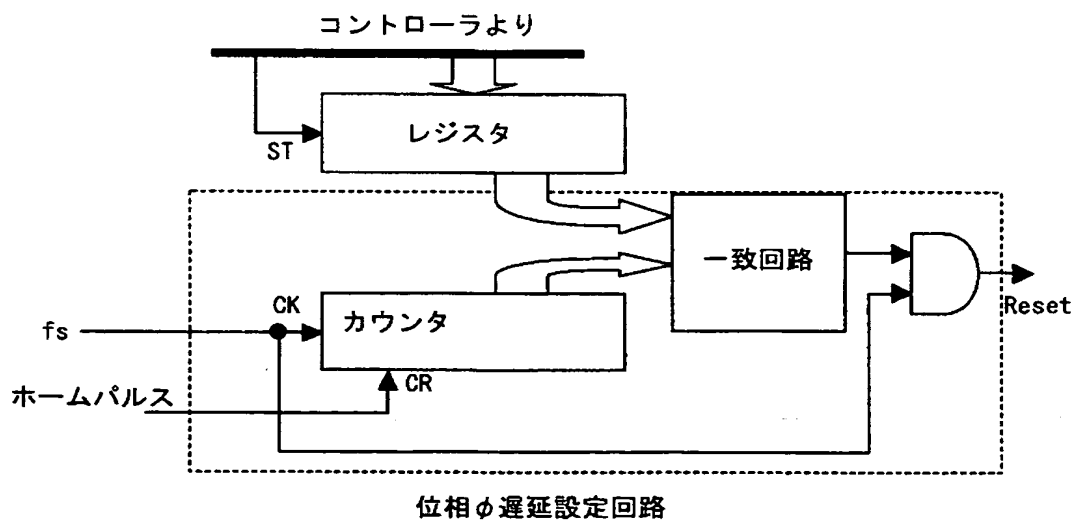 コントローラより
レジスタ
ST
一致回路
CK
カウンタ
fs
Reset
CR
ホームパルス
位相φ遅延設定回路